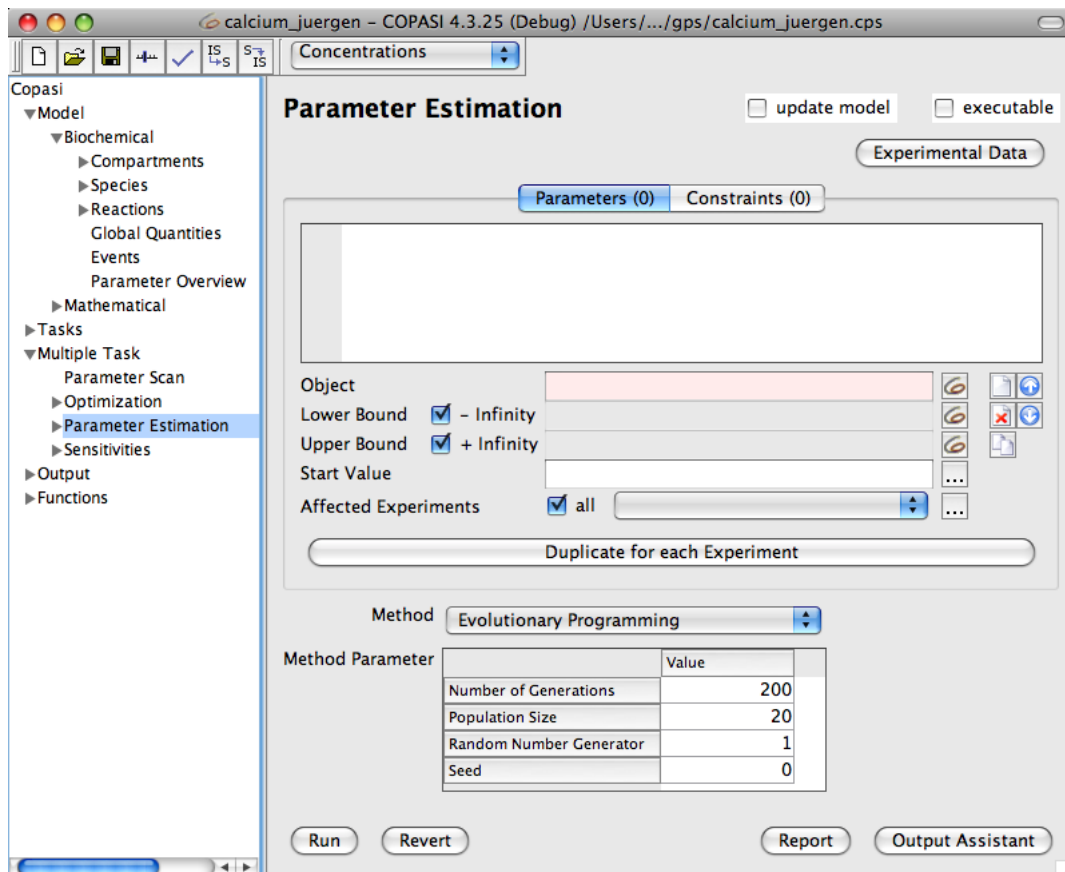 calcium_juergen - COPASI 4.3.25 (Debug) /Users/.../gps/calcium_juergen.cps
IS S S IS Concentrations
Copasi
Model
Biochemical
Compartments
Species
Reactions
Global Quantities
Events
Parameter Overview
Mathematical
Tasks
Multiple Task
Parameter Scan
Optimization
Parameter Estimation
Sensitivities
Output
Functions
Parameter Estimation update model executable
Experimental Data
Parameters (0) Constraints (0)
Object
Lower Bound - Infinity
Upper Bound + Infinity
Start Value ...
Affected Experiments all ...
Duplicate for each Experiment
Method Evolutionary Programming
Method Parameter Value
Number of Generations 200
Population Size 20
Random Number Generator 1
Seed 0
Run Revert Report Output Assistant